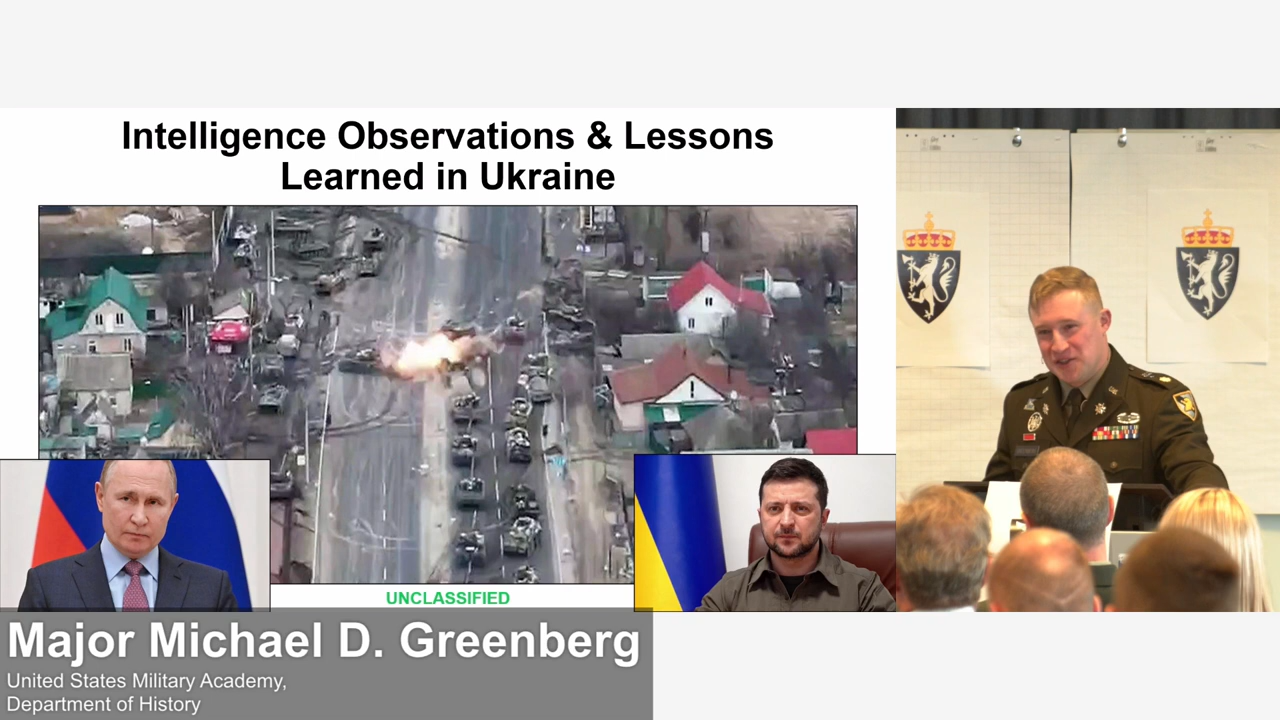 Intelligence Observations & Lessons
Learned in Ukraine
UNCLASSIFIED
Major Michael D. Greenberg
United States Military Academy,
Department of History